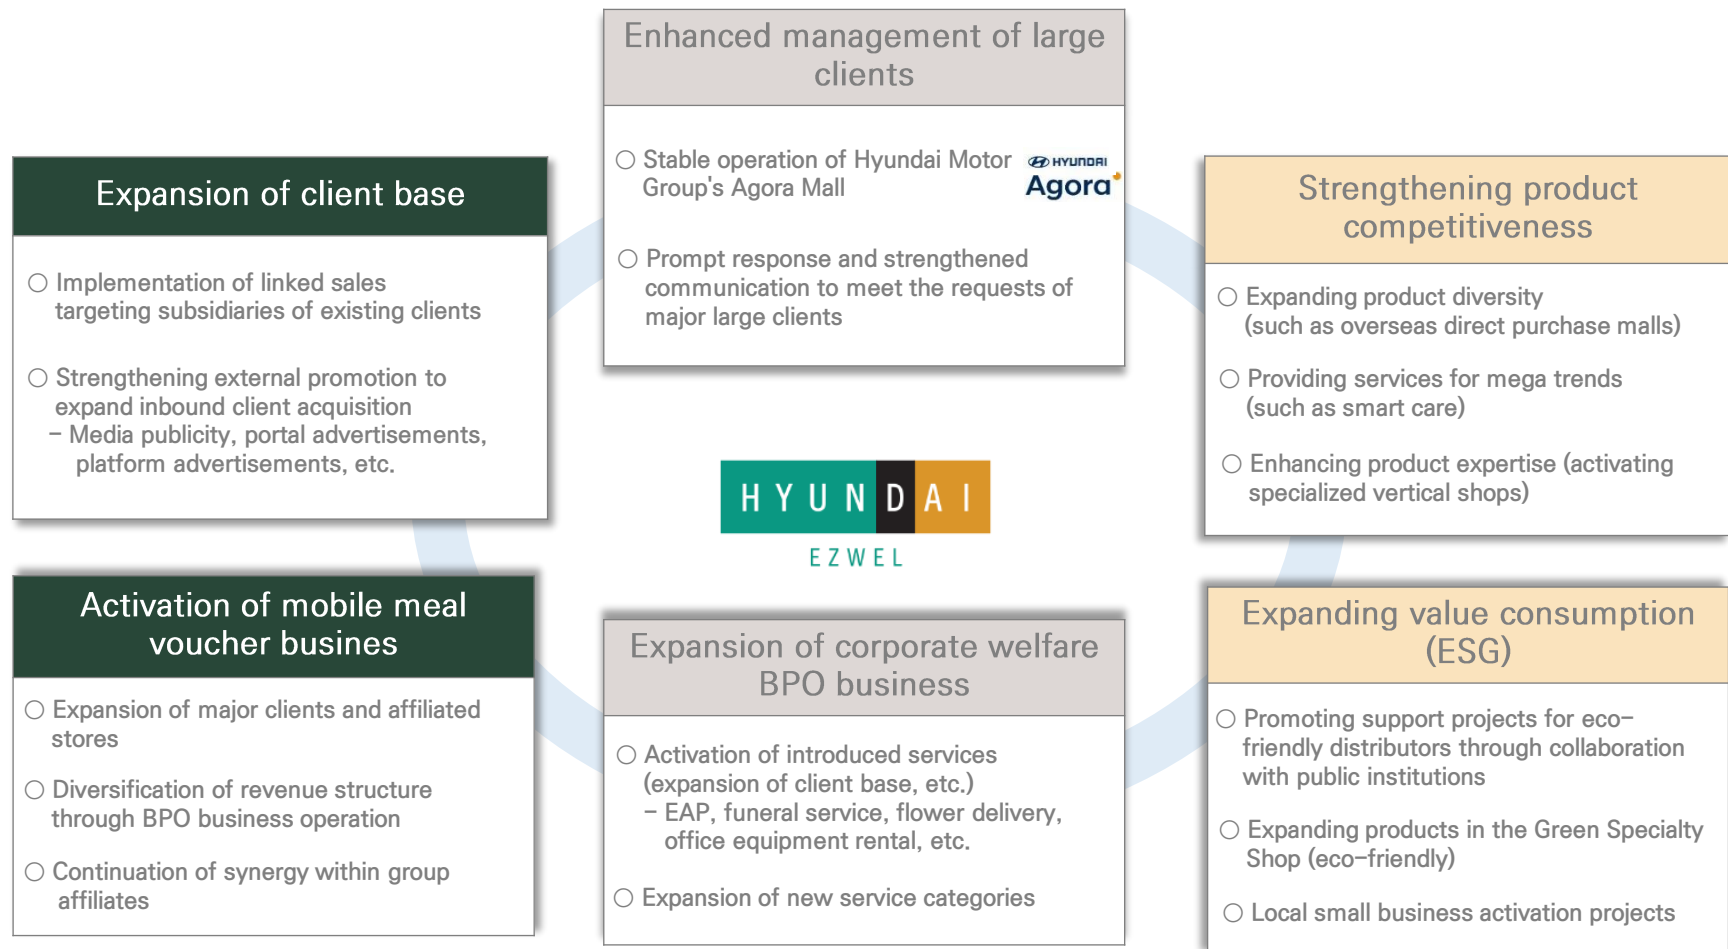 Enhanced management of large
clients
○ Stable operation of Hyundai Motor
Group's Agora Mall
HYUNDAI
Agora
○ Prompt response and strengthened
communication to meet the requests of
major large clients
Expansion of client base
○ Implementation of linked sales
targeting subsidiaries of existing clients
○ Strengthening external promotion to
expand inbound client acquisition
- Media publicity, portal advertisements,
platform advertisements, etc.
Strengthening product
competitiveness
○ Expanding product diversity
(such as overseas direct purchase malls)
○ Providing services for mega trends
(such as smart care)
○ Enhancing product expertise (activating
specialized vertical shops)
HYUNDAI
EZWEL
Activation of mobile meal
voucher busines
○ Expansion of major clients and affiliated
stores
○ Diversification of revenue structure
through BPO business operation
○ Continuation of synergy within group
affiliates
Expansion of corporate welfare
BPO business
○ Activation of introduced services
(expansion of client base, etc.)
- EAP, funeral service, flower delivery,
office equipment rental, etc.
○ Expansion of new service categories
Expanding value consumption
(ESG)
○ Promoting support projects for eco-
friendly distributors through collaboration
with public institutions
○ Expanding products in the Green Specialty
Shop (eco-friendly)
○ Local small business activation projects